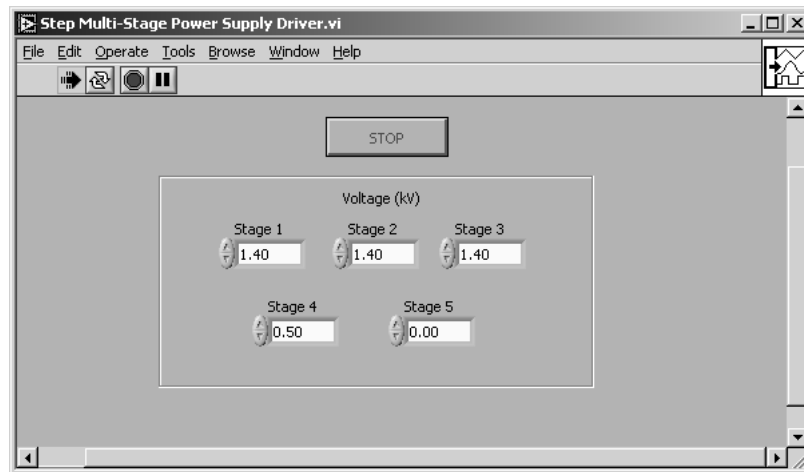 Step Multi-Stage Power Supply Driver.vi
File Edit Operate Tools Browse Window Help
STOP
Voltage (kV)
Stage 1 Stage 2 Stage 3
1.40 1.40 1.40
Stage 4 Stage 5
0.50 0.00